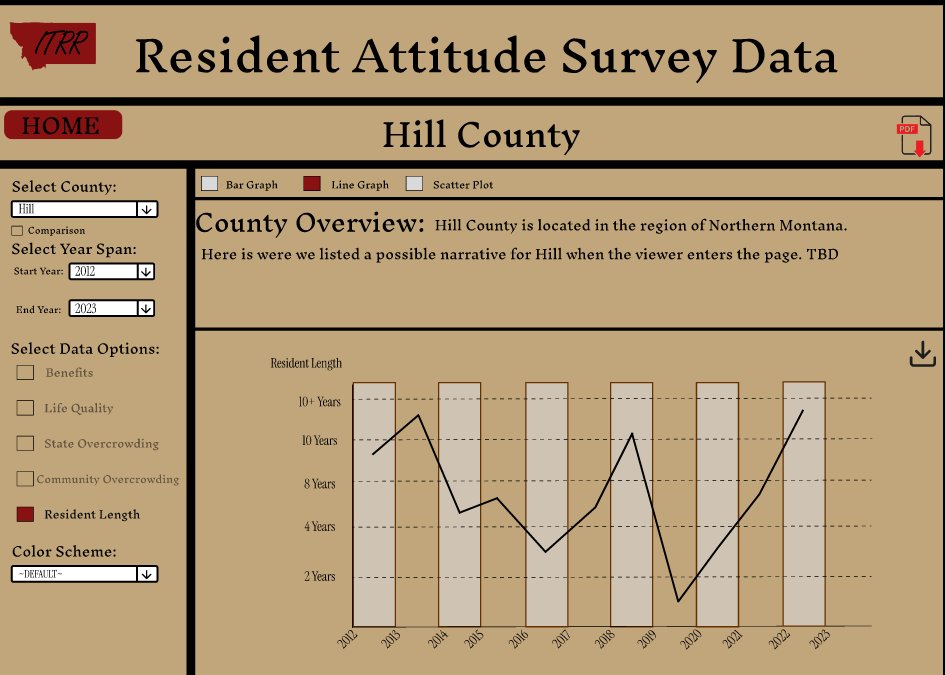 ITRR
Resident Attitude Survey Data
HOME
Hill County
PDF
Select County:
Hill
Comparison
Select Year Span:
Start Year: 2012
End Year: 2023
Select Data Options:
Benefits
Life Quality
State Overcrowding
Community Overcrowding
Resident Length
Color Scheme:
~DEFAULT~
Bar Graph Line Graph Scatter Plot
County Overview: Hill County is located in the region of Northern Montana.
Here is were we listed a possible narrative for Hill when the viewer enters the page. TBD
Resident Length
10+ Years
10 Years
8 Years
4 Years
2 Years
2012 2013 2014 2015 2016 2017 2018 2019 2020 2021 2022 2023